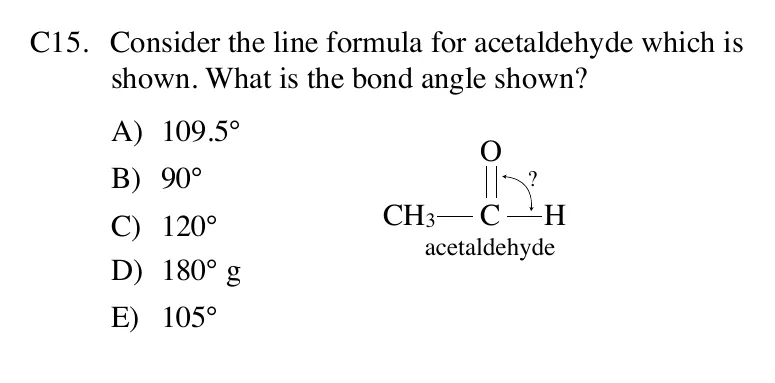 C15. Consider the line formula for acetaldehyde which is
shown. What is the bond angle shown?
A) 109.5°
B) 90°
C) 120°
D) 180° g
E) 105°
O
?
CH3 C H
acetaldehyde